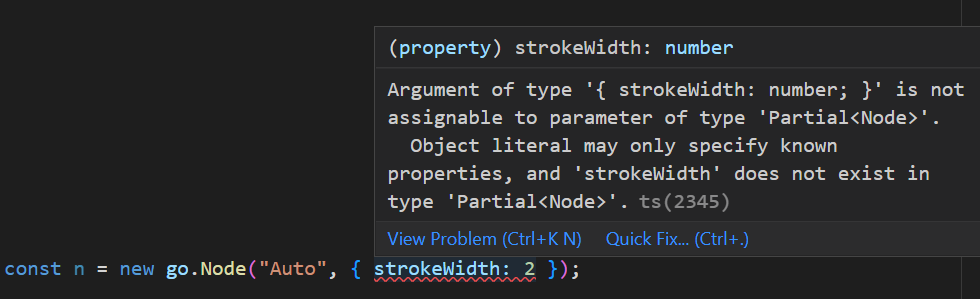 (property) strokeWidth: number
Argument of type '{ strokeWidth: number; }' is not
assignable to parameter of type 'Partial<Node>'.
Object literal may only specify known
properties, and 'strokeWidth' does not exist in
type 'Partial<Node>'. ts(2345)
View Problem (Ctrl+K N) Quick Fix... (Ctrl+.)
const n = new go.Node("Auto", { strokeWidth: 2 });